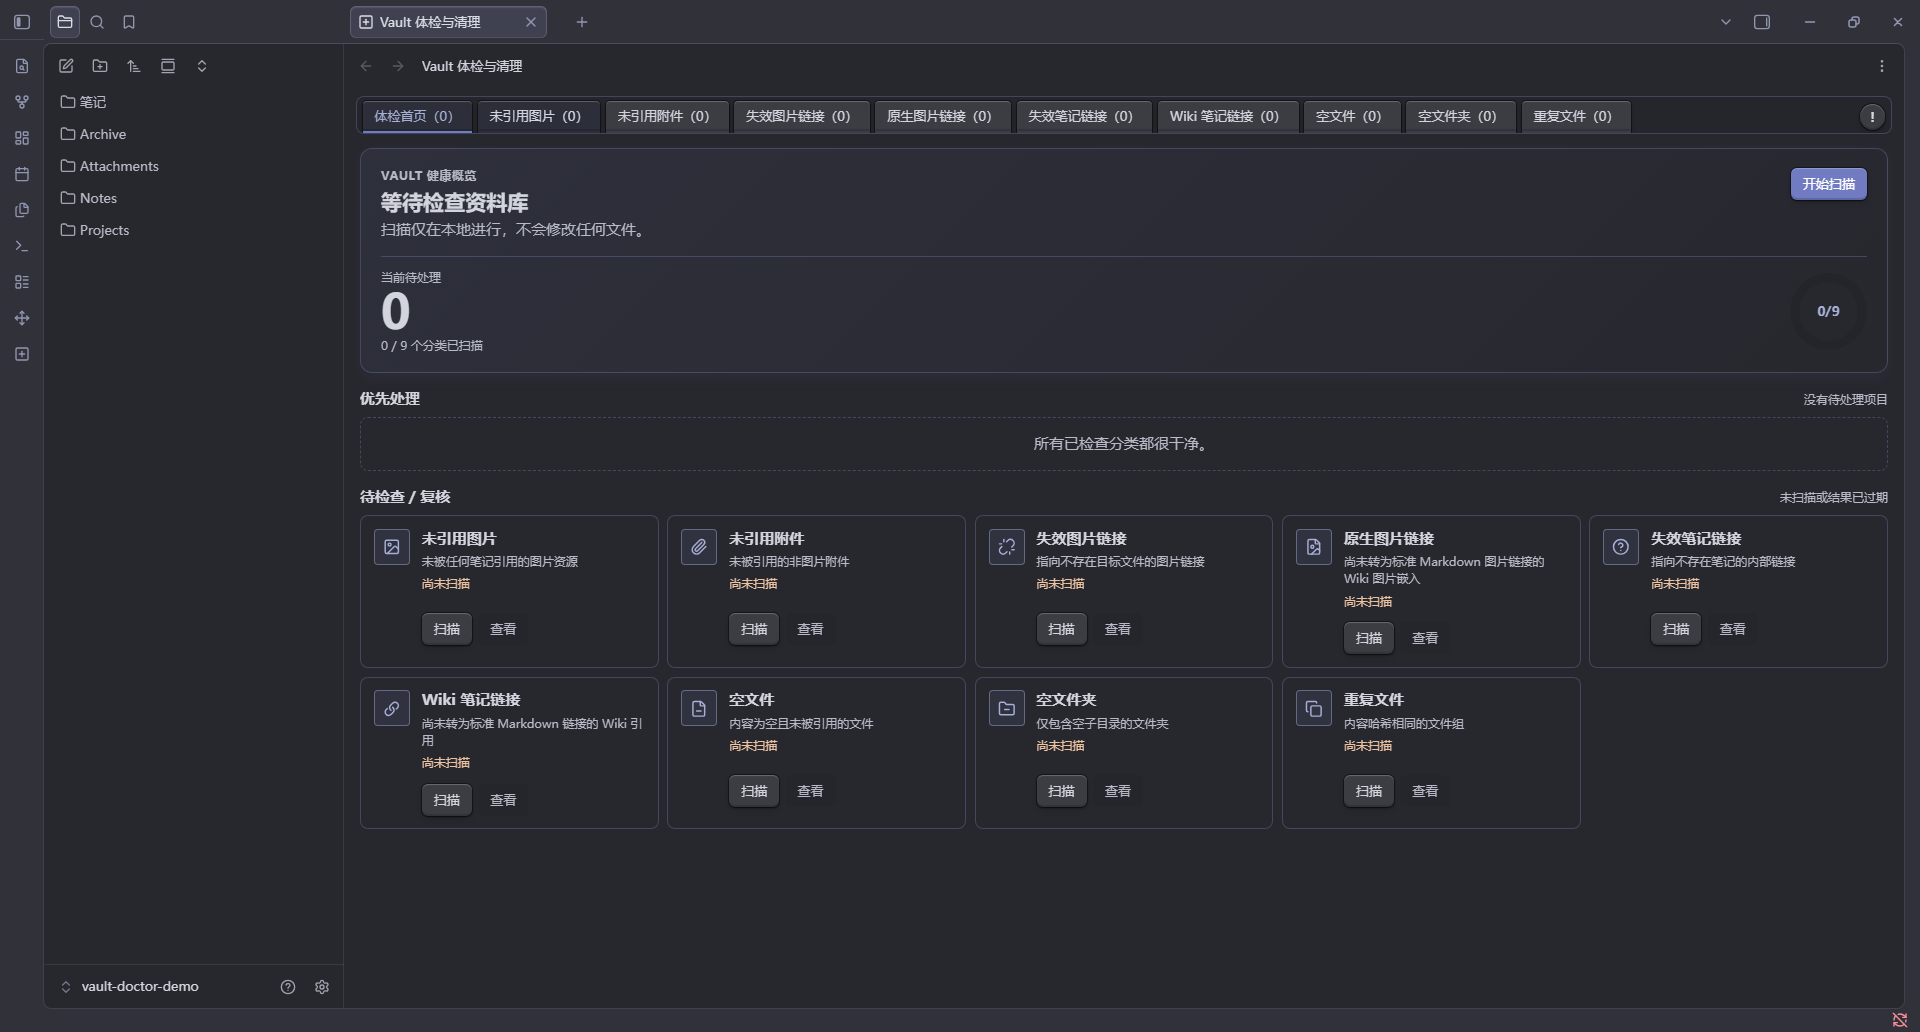 Vault 体检与清理
Vault 体检与清理
笔记
Archive
Attachments
Notes
Projects
体检首页 (0)
未引用图片 (0)
未引用附件 (0)
失效图片链接 (0)
原生图片链接 (0)
失效笔记链接 (0)
Wiki 笔记链接 (0)
空文件 (0)
空文件夹 (0)
重复文件 (0)
!
VAULT 健康概览
等待检查资料库
扫描仅在本地进行，不会修改任何文件。
开始扫描
当前待处理
0
0 / 9 个分类已扫描
0/9
优先处理
没有待处理项目
所有已检查分类都很干净。
待检查 / 复核
未扫描或结果已过期
未引用图片
未被任何笔记引用的图片资源
尚未扫描
扫描 查看
未引用附件
未被引用的非图片附件
尚未扫描
扫描 查看
失效图片链接
指向不存在目标文件的图片链接
尚未扫描
扫描 查看
原生图片链接
尚未转为标准 Markdown 图片链接的
Wiki 图片嵌入
尚未扫描
扫描 查看
失效笔记链接
指向不存在笔记的内部链接
尚未扫描
扫描 查看
Wiki 笔记链接
尚未转为标准 Markdown 链接的 Wiki 引
用
尚未扫描
扫描 查看
空文件
内容为空且未被引用的文件
尚未扫描
扫描 查看
空文件夹
仅包含空子目录的文件夹
尚未扫描
扫描 查看
重复文件
内容哈希相同的文件组
尚未扫描
扫描 查看
vault-doctor-demo